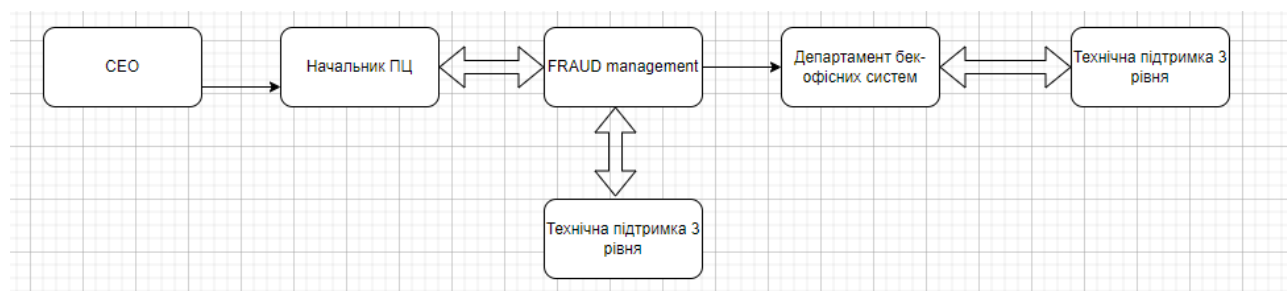 CEO
Начальник ПЦ
FRAUD management
Департамент бек-
офісних систем
Технічна підтримка 3
рівня
Технічна підтримка 3
рівня